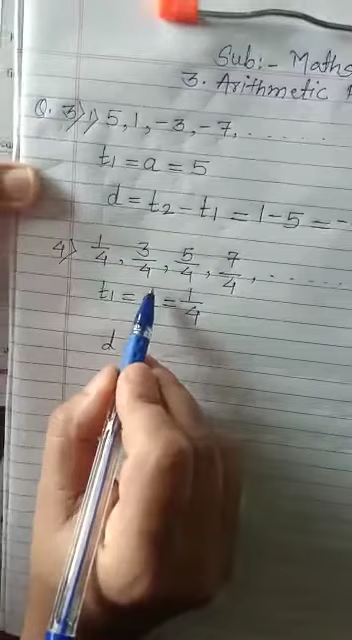 Sub:- Maths
3. Arithmetic
Q. 3) 1) 5, 1, -3, -7, ......
t₁ = a = 5
d = t₂ - t₁ = 1 - 5 = -
4) 1/4, 3/4, 5/4, 7/4, ......
t₁ = = 1/4
d